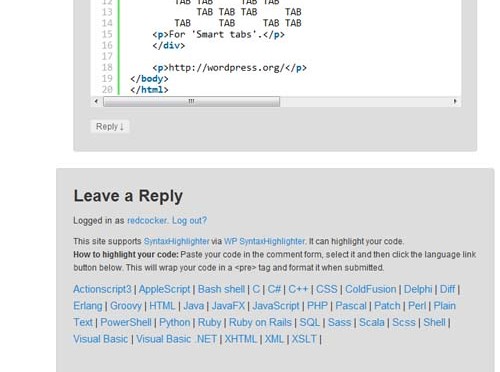 12 TAB TAB TAB TAB
13 TAB TAB TAB TAB
14 TAB TAB TAB TAB
15 <p>For 'Smart tabs'.</p>
16 </div>
17
18 <p>http://wordpress.org/</p>
19 </body>
20 </html>
Reply ↓
Leave a Reply
Logged in as redcocker. Log out?
This site supports SyntaxHighlighter via WP SyntaxHighlighter. It can highlight your code.
How to highlight your code: Paste your code in the comment form, select it and then click the language link
button below. This will wrap your code in a <pre> tag and format it when submitted.
Actionscript3 | AppleScript | Bash shell | C | C# | C++ | CSS | ColdFusion | Delphi | Diff |
Erlang | Groovy | HTML | Java | JavaFX | JavaScript | PHP | Pascal | Patch | Perl | Plain
Text | PowerShell | Python | Ruby | Ruby on Rails | SQL | Sass | Scala | Scss | Shell |
Visual Basic | Visual Basic .NET | XHTML | XML | XSLT |